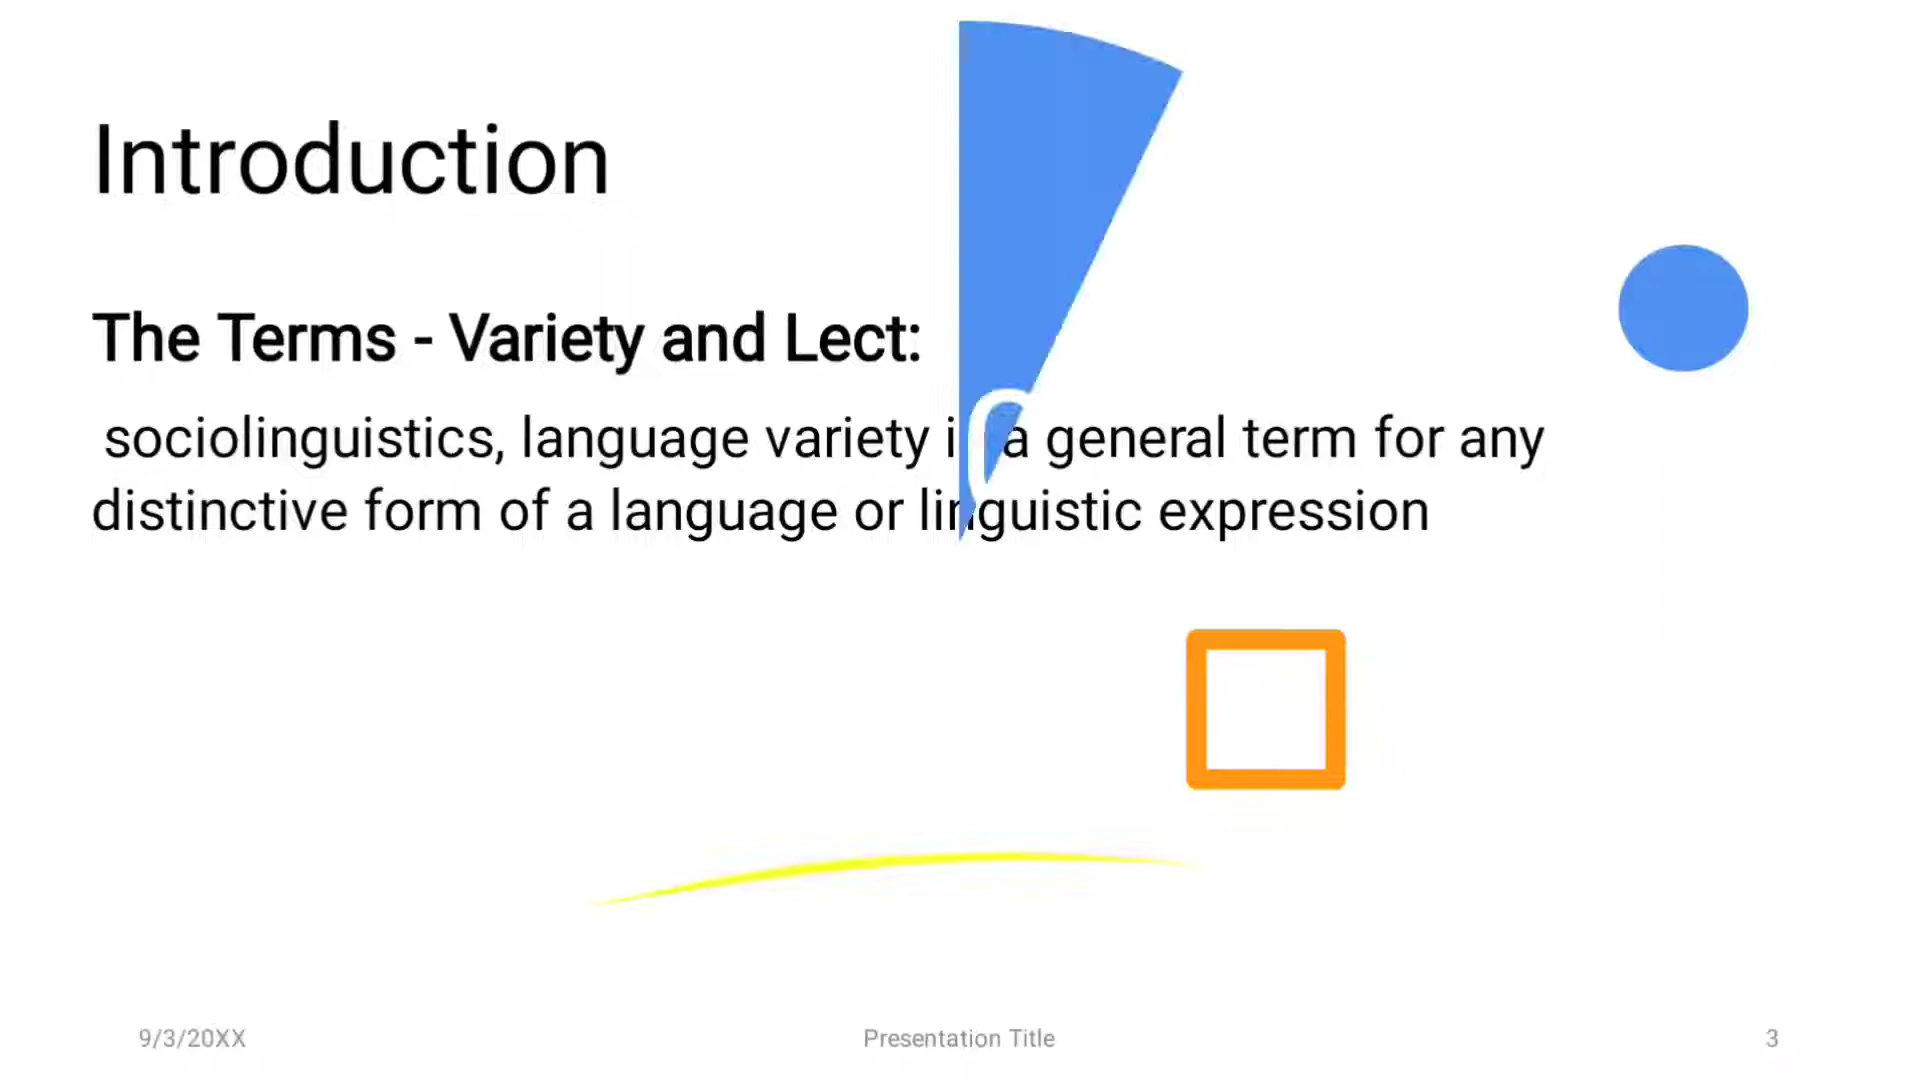 Introduction
The Terms - Variety and Lect:
sociolinguistics, language variety a general term for any
distinctive form of a language or linguistic expression
9/3/20XX
Presentation Title
3